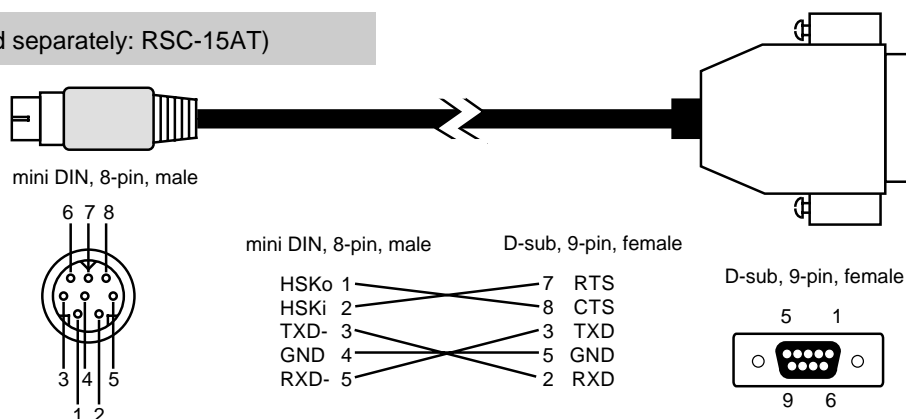 d separately: RSC-15AT)
mini DIN, 8-pin, male
6 7 8
3 4 5
1 2
mini DIN, 8-pin, male D-sub, 9-pin, female
HSKo 1 7 RTS
HSKi 2 8 CTS
TXD- 3 3 TXD
GND 4 5 GND
RXD- 5 2 RXD
D-sub, 9-pin, female
5 1
9 6